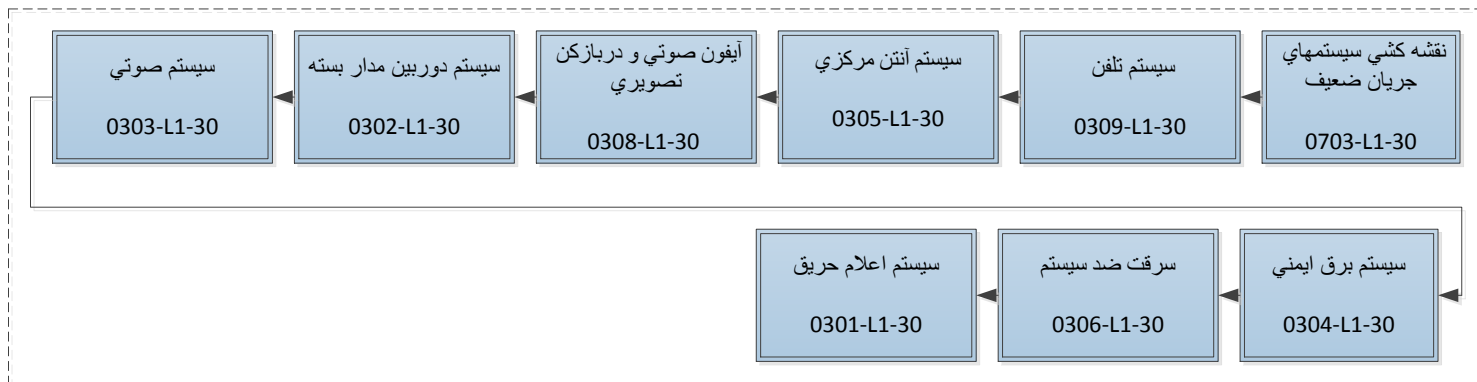 نقشه كشي سيستمهاي
جريان ضعيف
0703-L1-30
سيستم تلفن
0309-L1-30
سيستم آنتن مركزي
0305-L1-30
آيفون صوتي و دربازكن
تصويري
0308-L1-30
سيستم دوربين مدار بسته
0302-L1-30
سيستم صوتي
0303-L1-30
سيستم برق ايمني
0304-L1-30
سرقت ضد سيستم
0306-L1-30
سيستم اعلام حريق
0301-L1-30